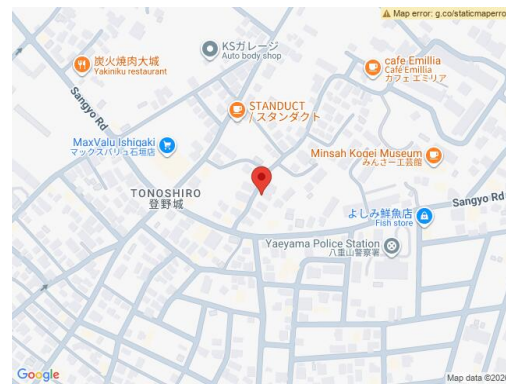 Map error: g.co/staticmaperro
KSガレージ
Auto body shop
炭火焼肉大城
Yakiniku restaurant
cafe Emillia
Café Emillia
カフェ エミリア
Sangyo Rd
STANDUCT
/ スタンダクト
MaxValu Ishigaki
マックスバリュ石垣店
Minsah Kogei Museum
みんさー工芸館
TONOSHIRO
登野城
Sangyo Rd
よしみ鮮魚店
Fish store
Yaeyama Police Station
八重山警察署
Google
Map data ©2026